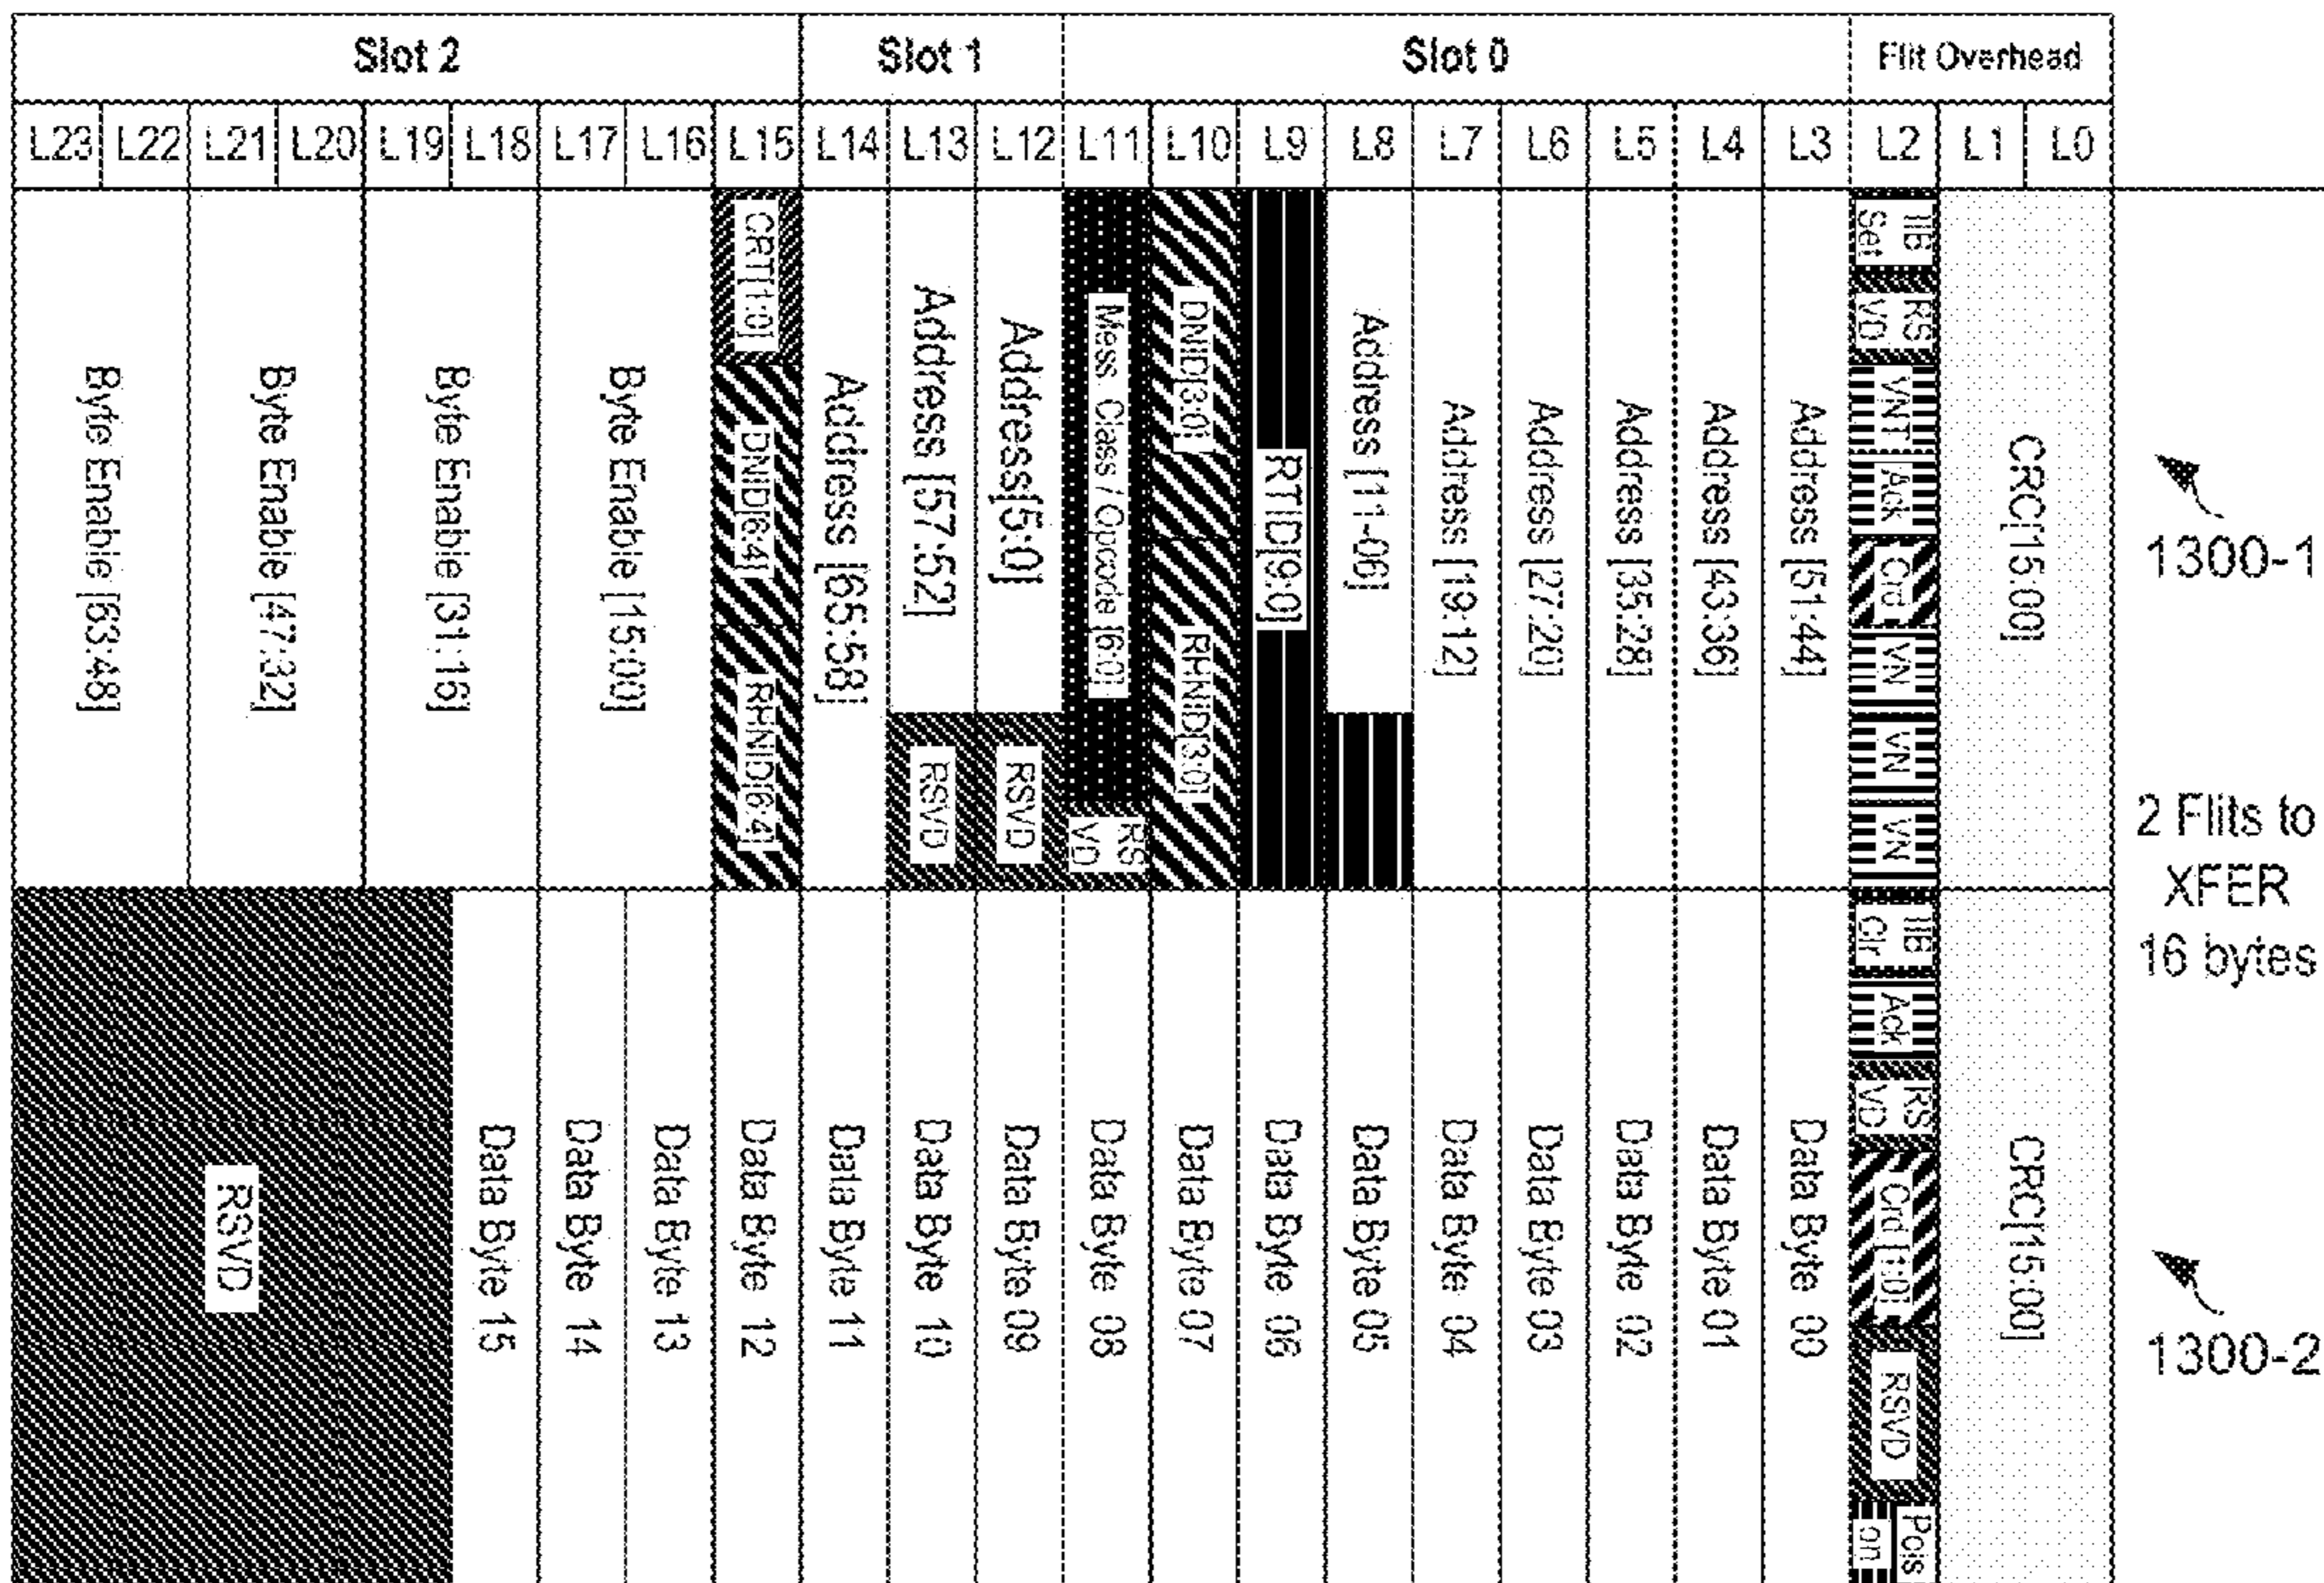 Slot 2
Slot 1
Slot 0
Flit Overhead
L23
L22
L21
L20
L19
L18
L17
L16
L15
L14
L13
L12
L11
L10
L9
L8
L7
L6
L5
L4
L3
L2
L1
L0
Byte Enable [63:48]
Byte Enable [47:32]
Byte Enable [31:16]
Byte Enable [15:00]
CRT[1:0]
DNID[6:4]
RHNID[6:4]
Address [65:58]
Address [57:52]
RSVD
Address[5:0]
RSVD
Mess. Class / Opcode [6:0]
RS
VD
DNID[3:0]
RHNID[3:0]
RTID[9:0]
Address [11-06]
Address [19:12]
Address [27:20]
Address [35:28]
Address [43:36]
Address [51:44]
IIB
Set
RS
VD
VNT
Ack
Crd
VN
VN
VN
CRC[15:00]
1300-1
2 Flits to
XFER
16 bytes
RSVD
Data Byte 15
Data Byte 14
Data Byte 13
Data Byte 12
Data Byte 11
Data Byte 10
Data Byte 09
Data Byte 08
Data Byte 07
Data Byte 06
Data Byte 05
Data Byte 04
Data Byte 03
Data Byte 02
Data Byte 01
Data Byte 00
IIB
Clr
Ack
RS
VD
Crd [1:0]
RSVD
Pois
on
CRC[15:00]
1300-2